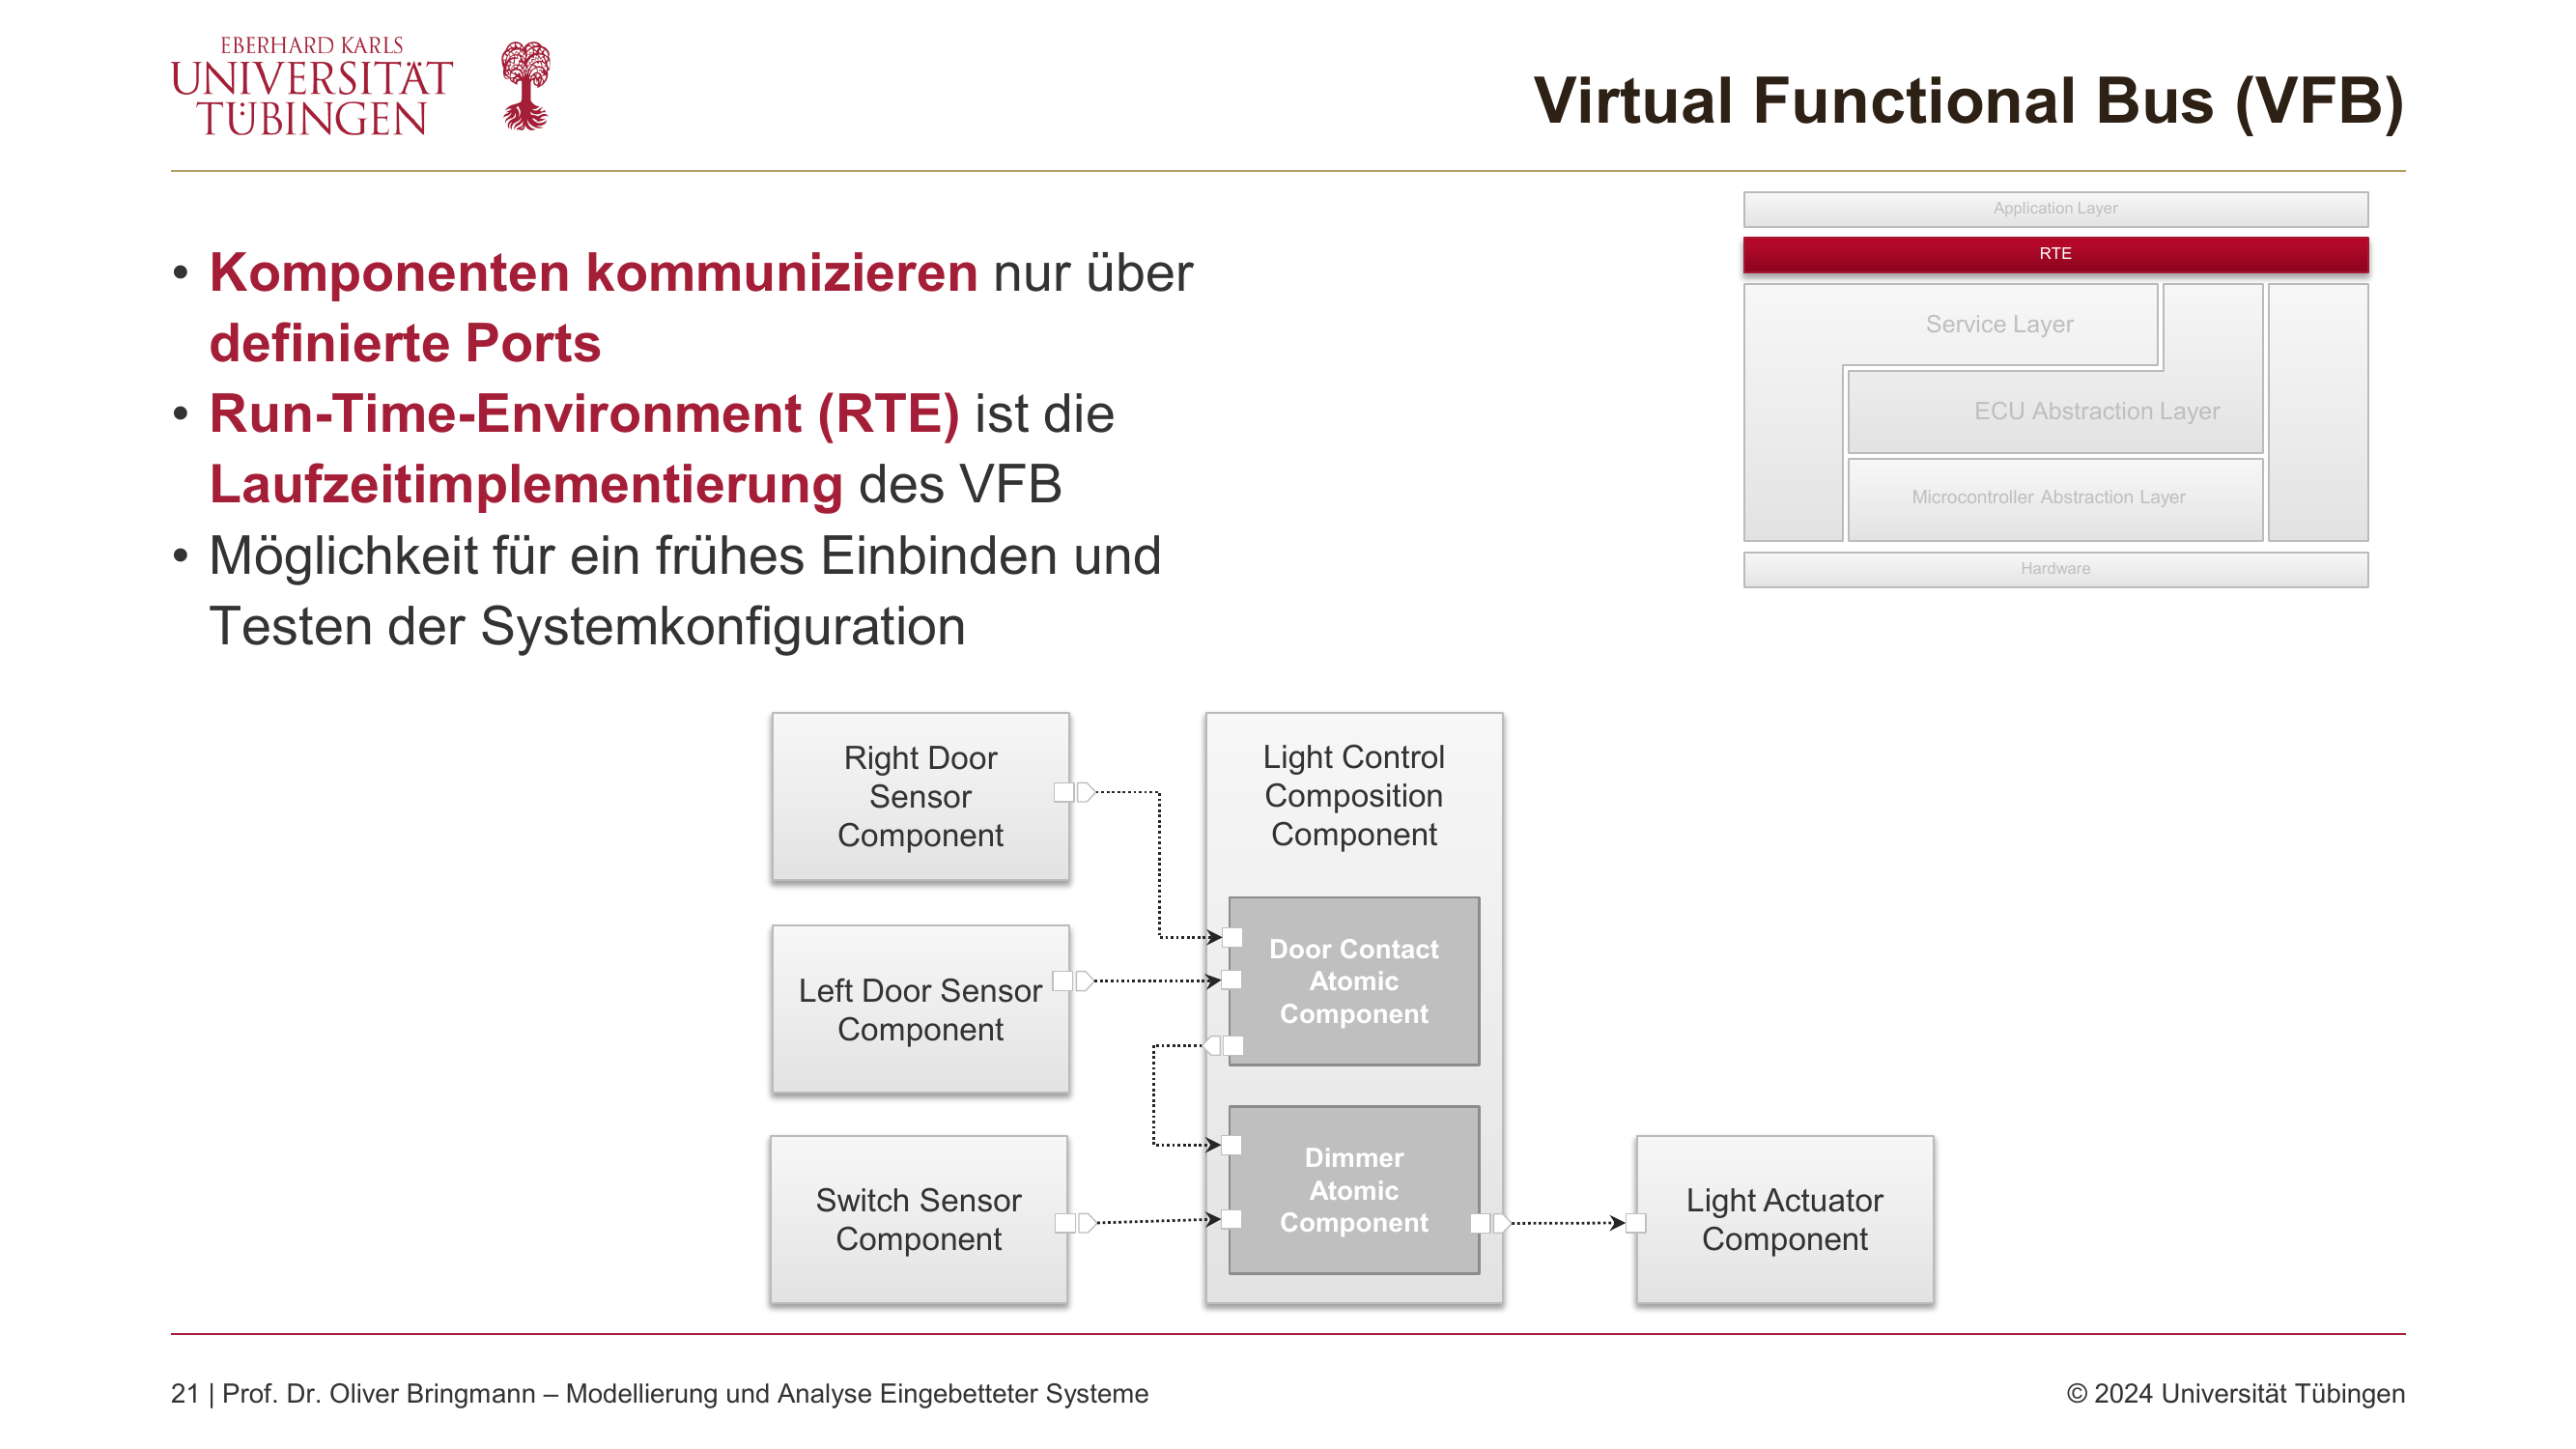 EBERHARD KARLS
UNIVERSITÄT
TÜBINGEN
Virtual Functional Bus (VFB)
• Komponenten kommunizieren nur über
definierte Ports
• Run-Time-Environment (RTE) ist die
Laufzeitimplementierung des VFB
• Möglichkeit für ein frühes Einbinden und
Testen der Systemkonfiguration
Application Layer
RTE
Service Layer
ECU Abstraction Layer
Microcontroller Abstraction Layer
Hardware
Right Door
Sensor
Component
Left Door Sensor
Component
Switch Sensor
Component
Light Control
Composition
Component
Door Contact
Atomic
Component
Dimmer
Atomic
Component
Light Actuator
Component
21 | Prof. Dr. Oliver Bringmann – Modellierung und Analyse Eingebetteter Systeme
© 2024 Universität Tübingen